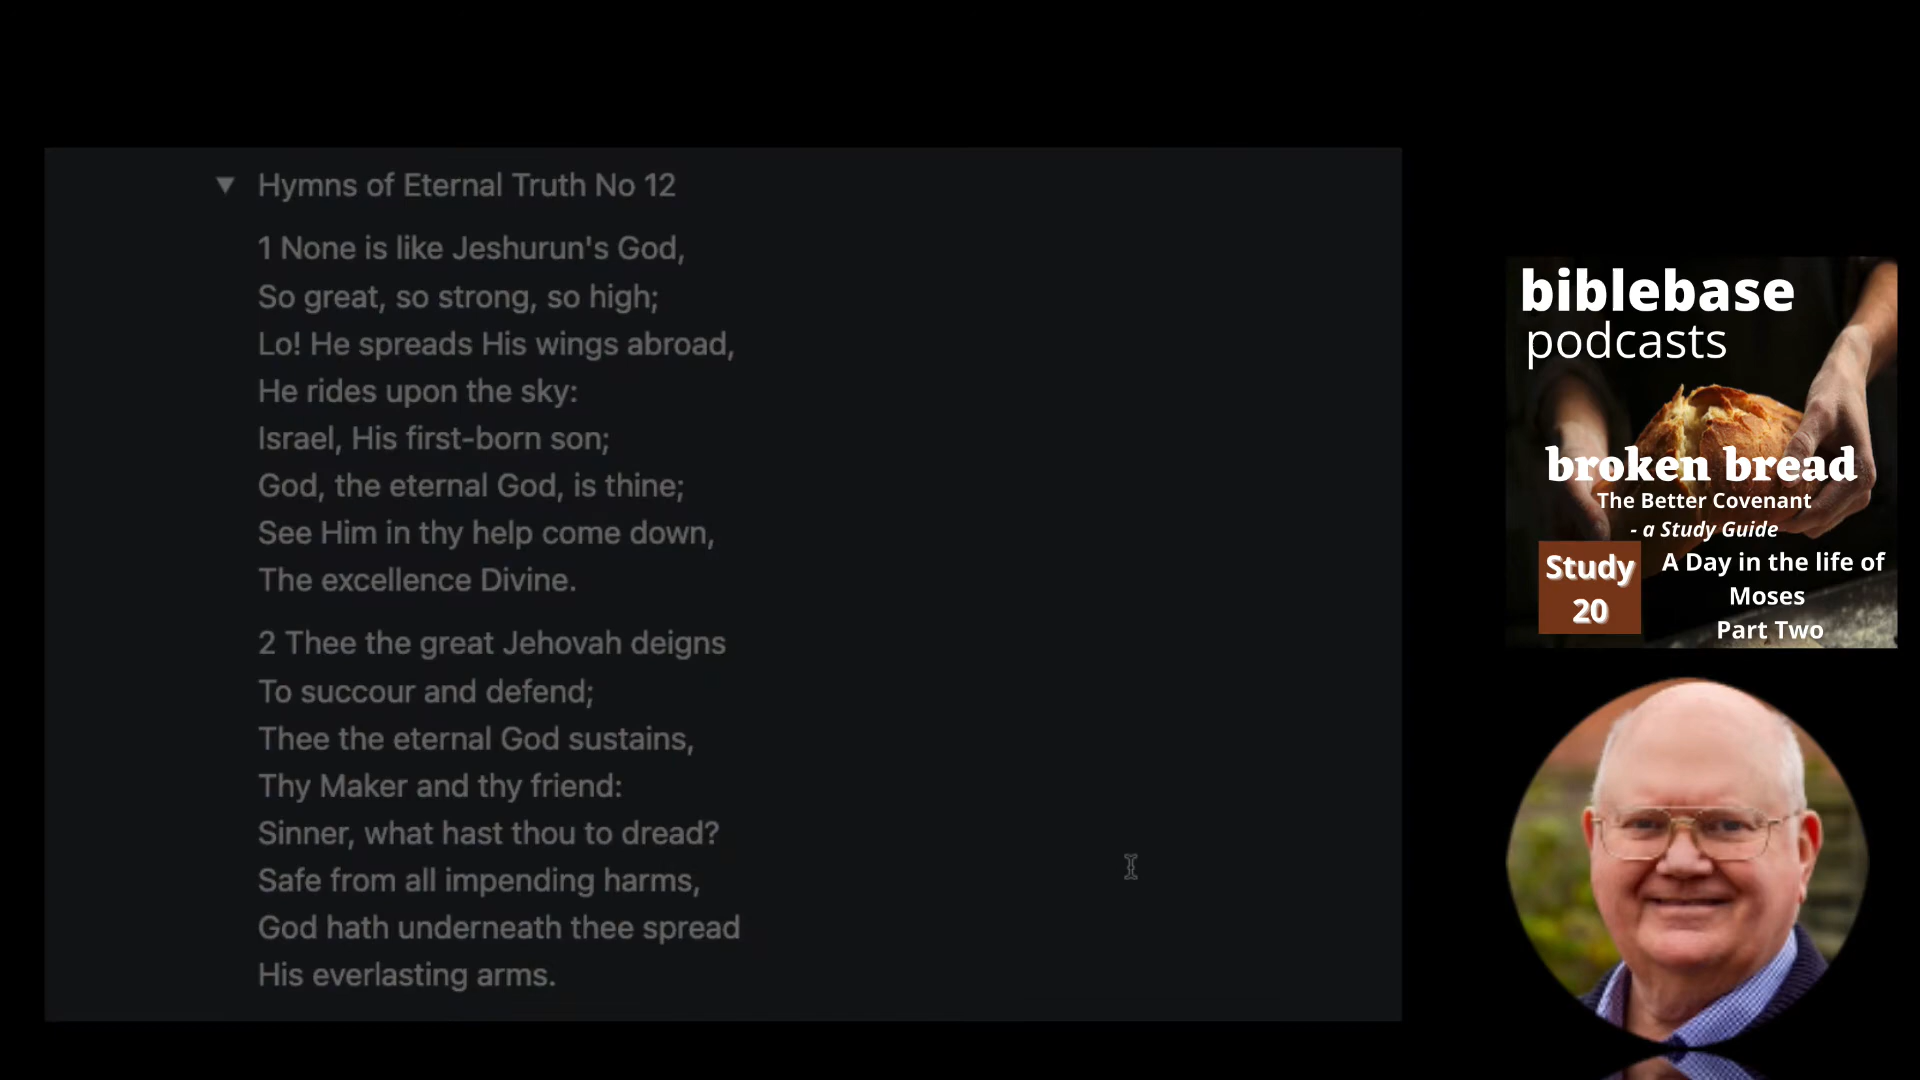 ▼ Hymns of Eternal Truth No 12
1 None is like Jeshurun's God,
So great, so strong, so high;
Lo! He spreads His wings abroad,
He rides upon the sky:
Israel, His first-born son;
God, the eternal God, is thine;
See Him in thy help come down,
The excellence Divine.
2 Thee the great Jehovah deigns
To succour and defend;
Thee the eternal God sustains,
Thy Maker and thy friend:
Sinner, what hast thou to dread?
Safe from all impending harms,
God hath underneath thee spread
His everlasting arms.
biblebase
podcasts
broken bread
The Better Covenant
- a Study Guide
Study
20
A Day in the life of
Moses
Part Two